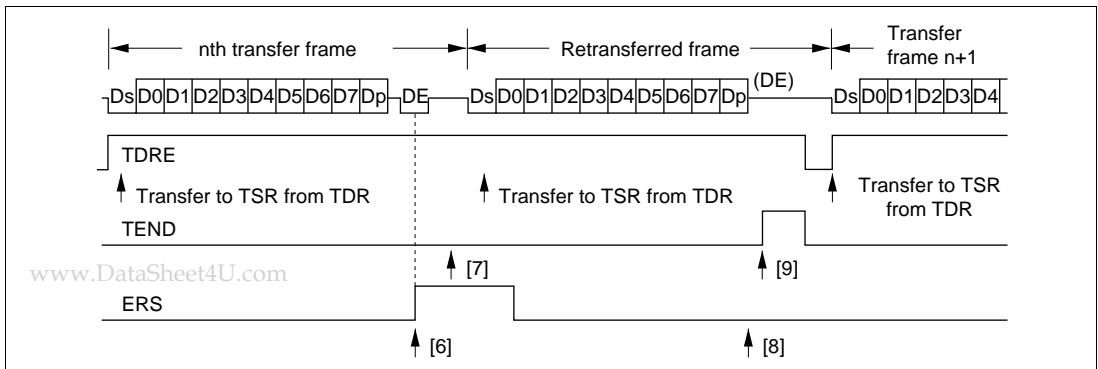 nth transfer frame
Retransferred frame
Transfer
frame n+1
Ds D0 D1 D2 D3 D4 D5 D6 D7 Dp DE
Ds D0 D1 D2 D3 D4 D5 D6 D7 Dp (DE)
Ds D0 D1 D2 D3 D4
TDRE
Transfer to TSR from TDR
Transfer to TSR from TDR
Transfer to TSR
from TDR
TEND
[7]
[9]
www.DataSheet4U.com
ERS
[6]
[8]